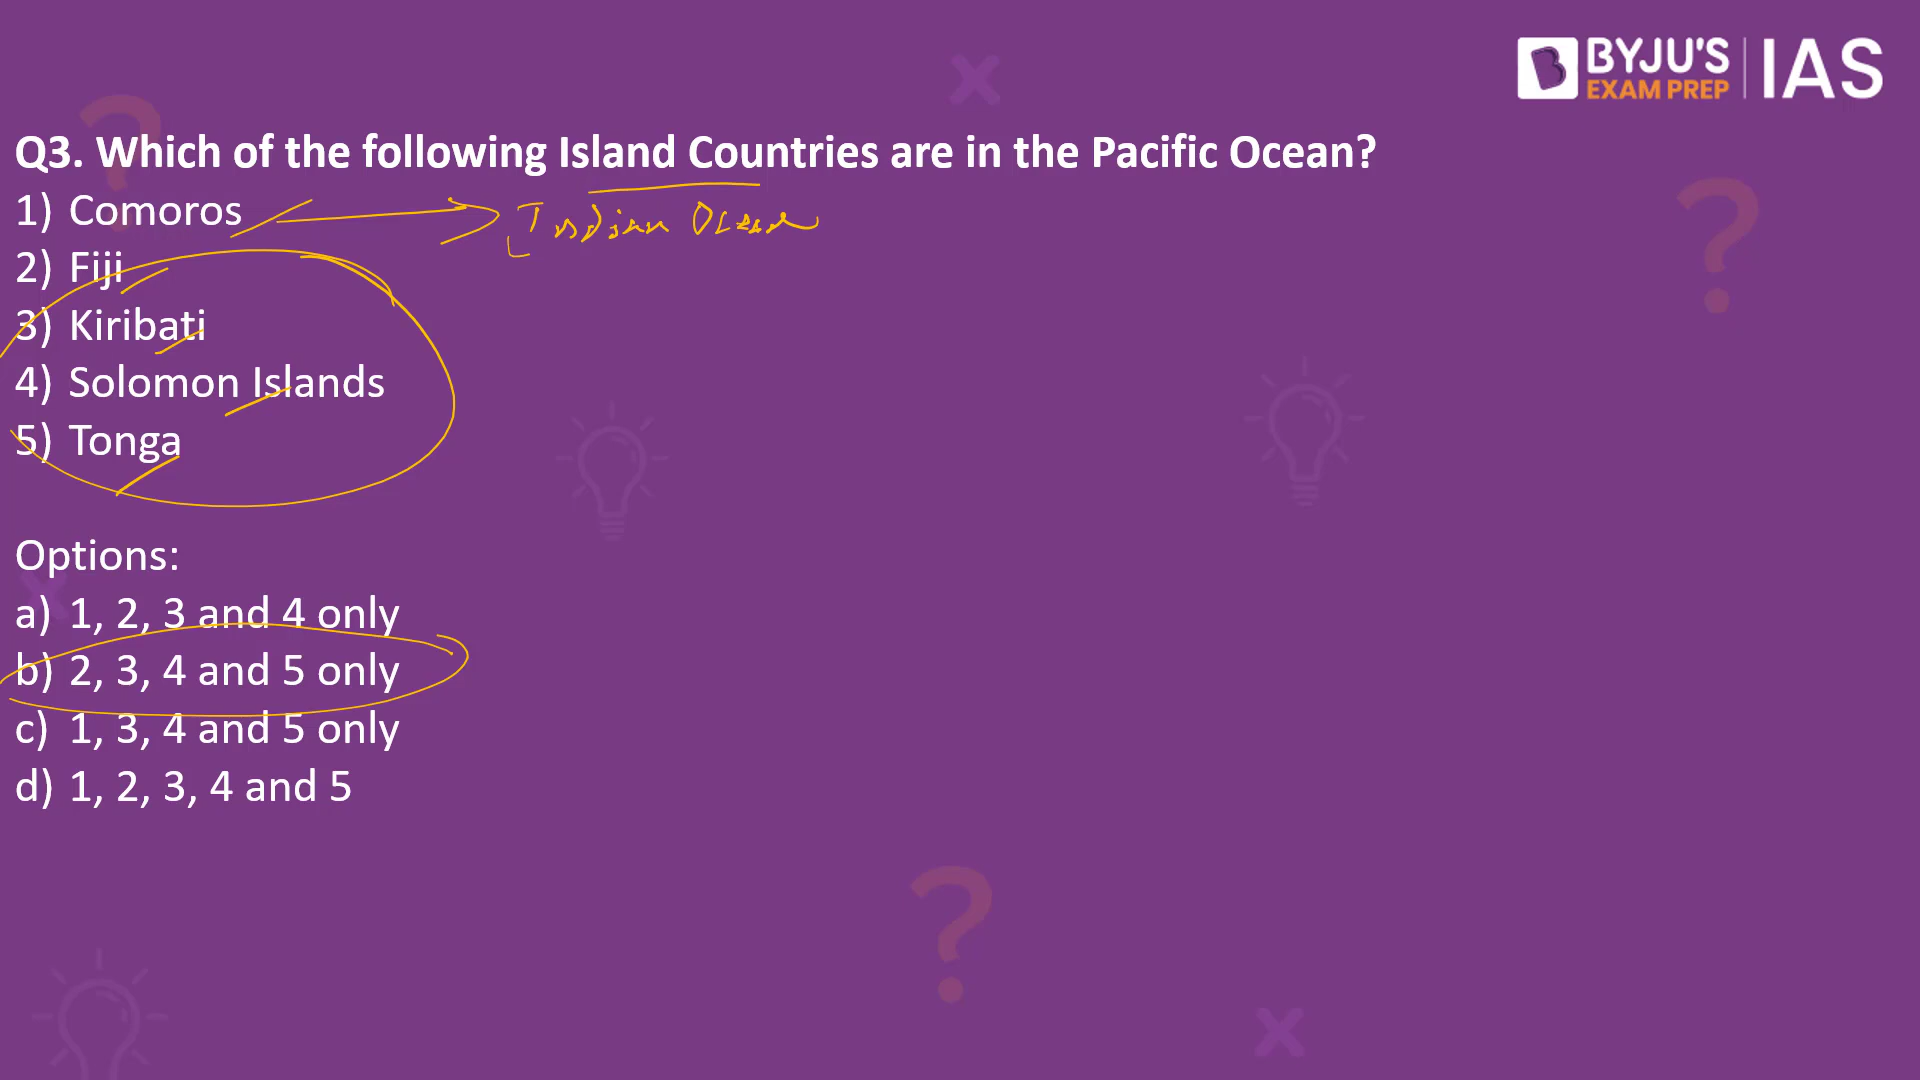 BYJU'S
EXAM PREP
IAS
Q3. Which of the following Island Countries are in the Pacific Ocean?
1) Comoros
Indian Ocean
2) Fiji
3) Kiribati
4) Solomon Islands
5) Tonga
Options:
a) 1, 2, 3 and 4 only
b) 2, 3, 4 and 5 only
c) 1, 3, 4 and 5 only
d) 1, 2, 3, 4 and 5